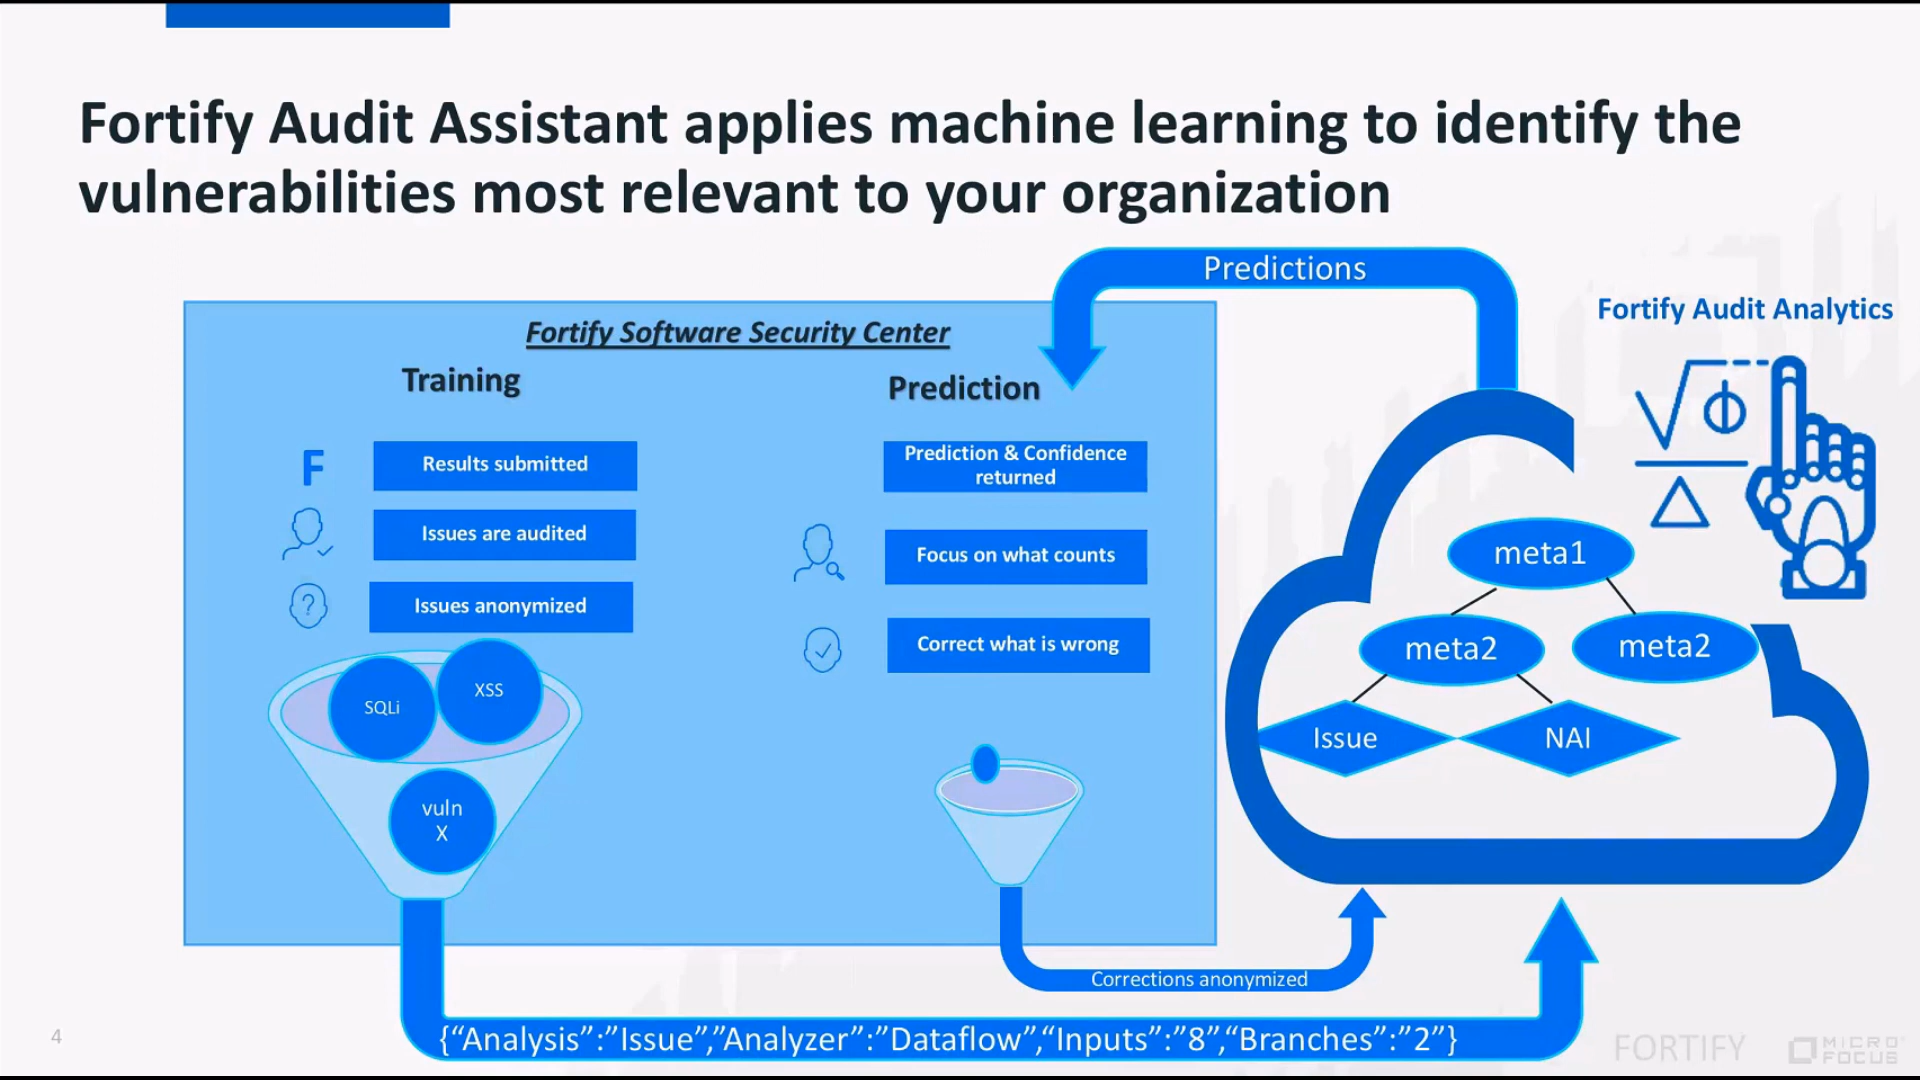 Fortify Audit Assistant applies machine learning to identify the
vulnerabilities most relevant to your organization
Predictions
Fortify Audit Analytics
Fortify Software Security Center
Training
Prediction
F
Results submitted
Issues are audited
?
Issues anonymized
SQLi
XSS
vuln
X
Prediction & Confidence
returned
Focus on what counts
Correct what is wrong
√ Φ
Δ
meta1
meta2
meta2
Issue
NAI
Corrections anonymized
{“Analysis”:”Issue”,”Analyzer”:”Dataflow”,“Inputs”:”8”,“Branches”:”2”}
4
FORTIFY
MICRO
FOCUS